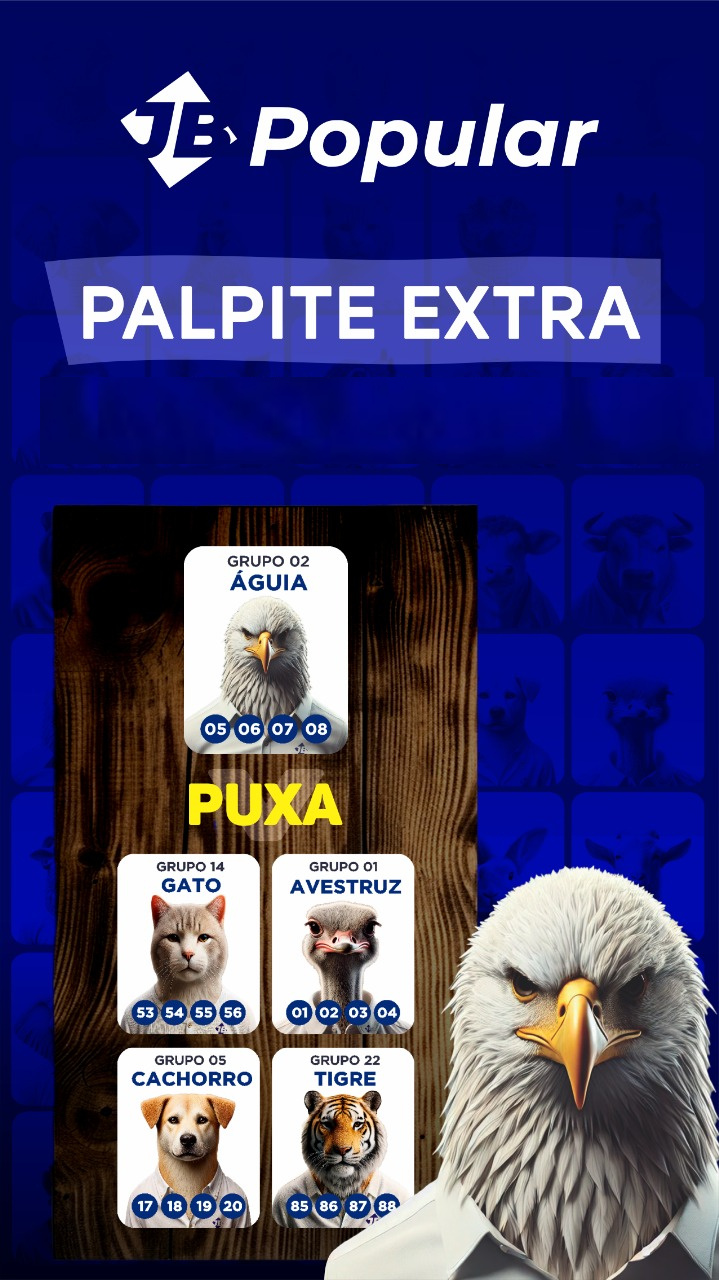 JB Popular
PALPITE EXTRA
GRUPO 02
ÁGUIA
05 06 07 08
PUXA
GRUPO 14
GATO
53 54 55 56
GRUPO 01
AVESTRUZ
01 02 03 04
GRUPO 05
CACHORRO
17 18 19 20
GRUPO 22
TIGRE
85 86 87 88